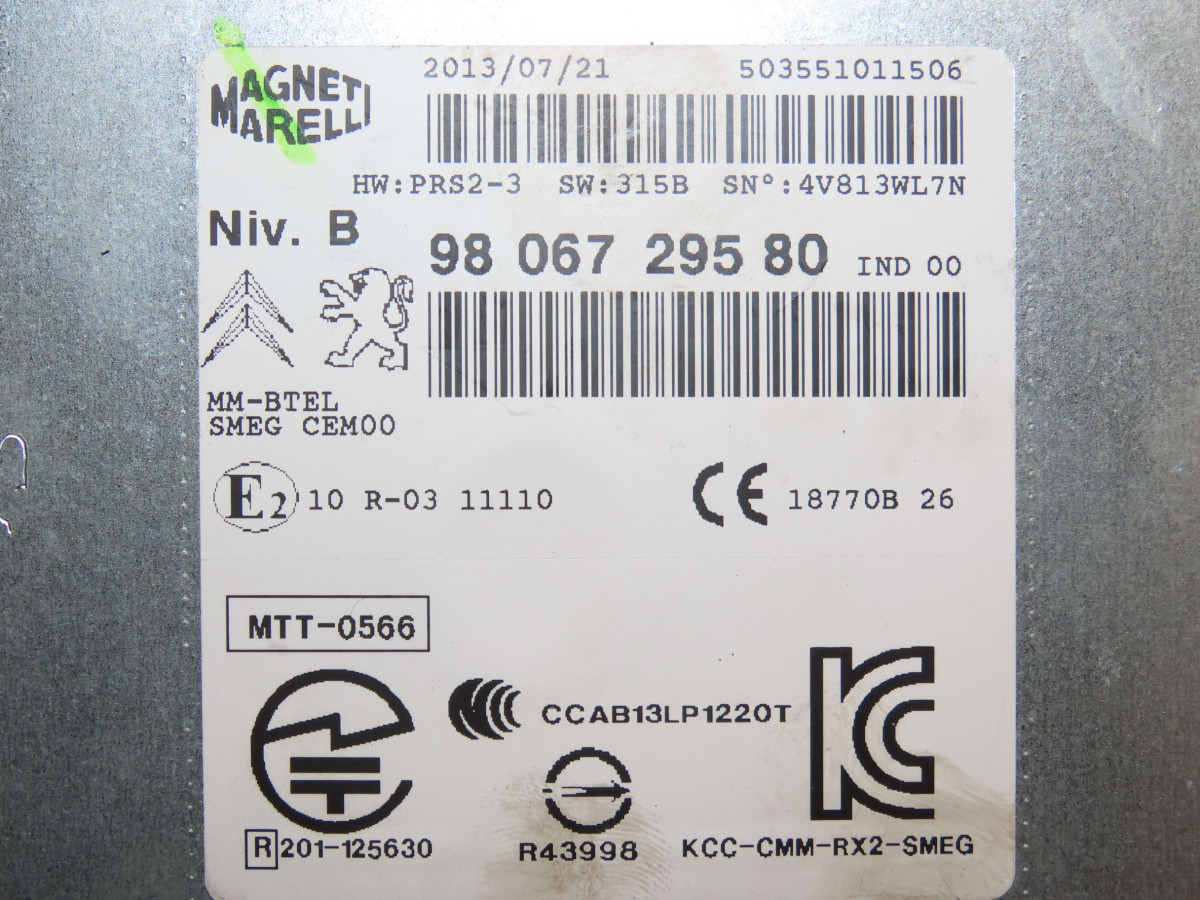 MAGNETI
MARELLI
2013/07/21 503551011506
HW:PRS2-3 SW:315B SN°:4V813WL7N
Niv. B
98 067 295 80 IND 00
MM-BTEL
SMEG CEM00
E2 10 R-03 11110
CE 18770B 26
MTT-0566
CCAB13LP1220T
KC
R 201-125630
R43998
KCC-CMM-RX2-SMEG